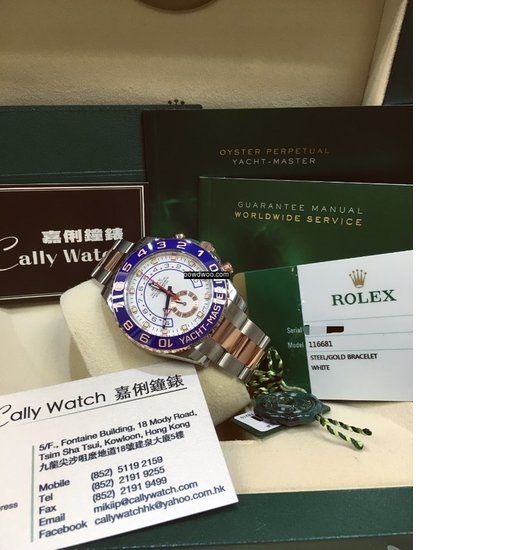 OYSTER PERPETUAL
YACHT-MASTER
GUARANTEE MANUAL
WORLDWIDE SERVICE
嘉俐鐘錶
Cally Watch
oowdwoo.com
YACHT-MASTER
ROLEX
Serial
Model 116681
STEEL/GOLD BRACELET
WHITE
Cally Watch 嘉俐鐘錶
5/F., Fontaine Building, 18 Mody Road,
Tsim Sha Tsui, Kowloon, Hong Kong
九龍尖沙咀麼地道18號建泉大廈5樓
Mobile (852) 5119 2159
Tel (852) 2191 9255
Fax (852) 2191 9499
Email mikiip@callywatch.com
Facebook callywatchhk@yahoo.com.hk